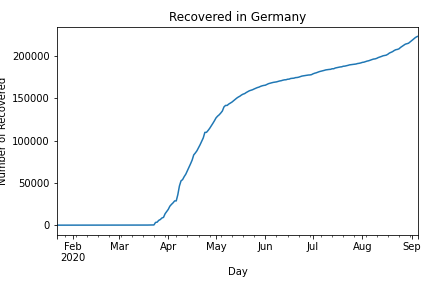 Recovered in Germany
Number of Recovered
200000
150000
100000
50000
0
Feb Mar Apr May Jun Jul Aug Sep
2020
Day